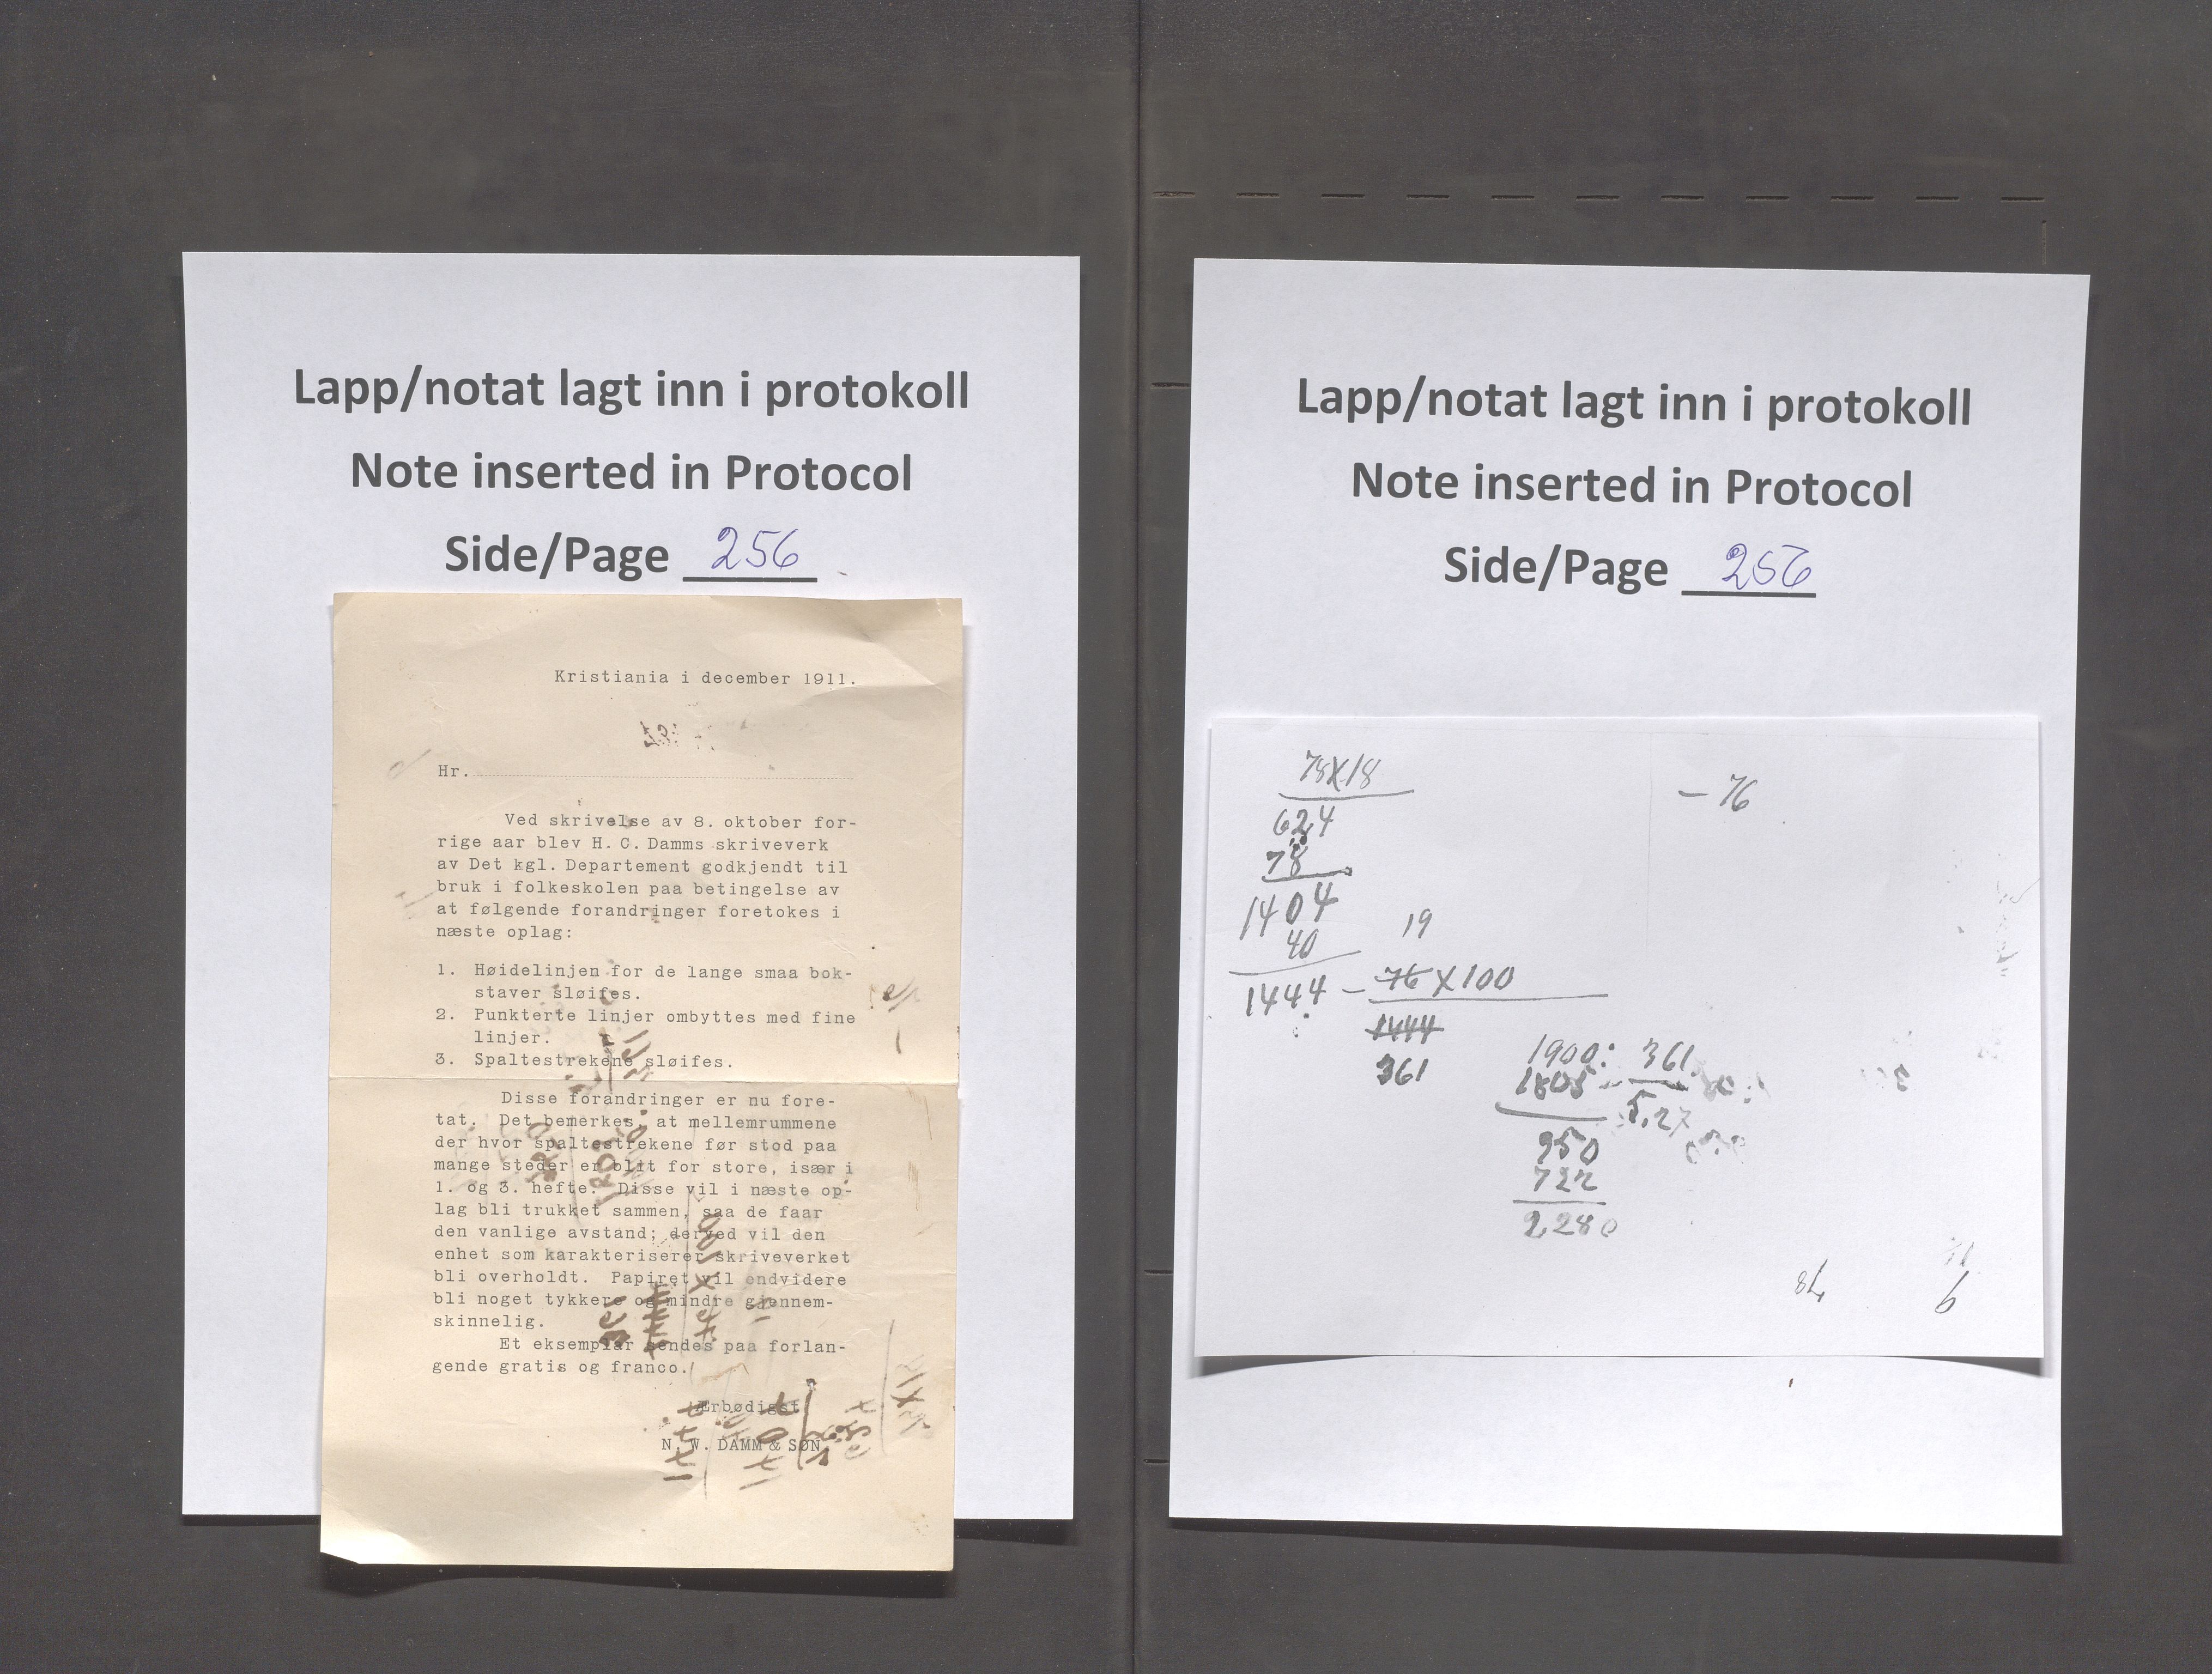 Lapp/notat lagt inn i protokoll
Note inserted in Protocol
Side/Page 256
Kristiania i december 1911.
Hr.
Ved skrivelse av 8. oktober for-
rige aar blev H. C. Damms skriveverk
av Det kgl. Departement godkjendt til
bruk i folkeskolen paa betingelse av
at følgende forandringer foretokes i
næste oplag:
1. Høidelinjen for de lange smaa bok-
staver sløifes.
2. Punkterte linjer ombyttes med fine
linjer.
3. Spaltestrekene sløifes.
Disse forandringer er nu fore-
tat. Det bemerkes, at mellemrummene
der hvor spaltestrekene før stod paa
mange steder er blit for store, især i
1. og 3. hefte. Disse vil i næste op-
lag bli trukket sammen, saa de faar
den vanlige avstand; derved vil den
enhet som karakteriserer skriveverket
bli overholdt. Papiret vil endvidere
bli noget tykkere og mindre gjennem-
skinnelig.
Et eksemplar sendes paa forlan-
gende gratis og franco.
Ærbødigst
N. W. DAMM & SØN.
Lapp/notat lagt inn i protokoll
Note inserted in Protocol
Side/Page 256
78X18
– 76
624
78
1404
40
19
1444 – 76 X 100
1444
361
1900: 361
1805
5,27
950
722
2280
78